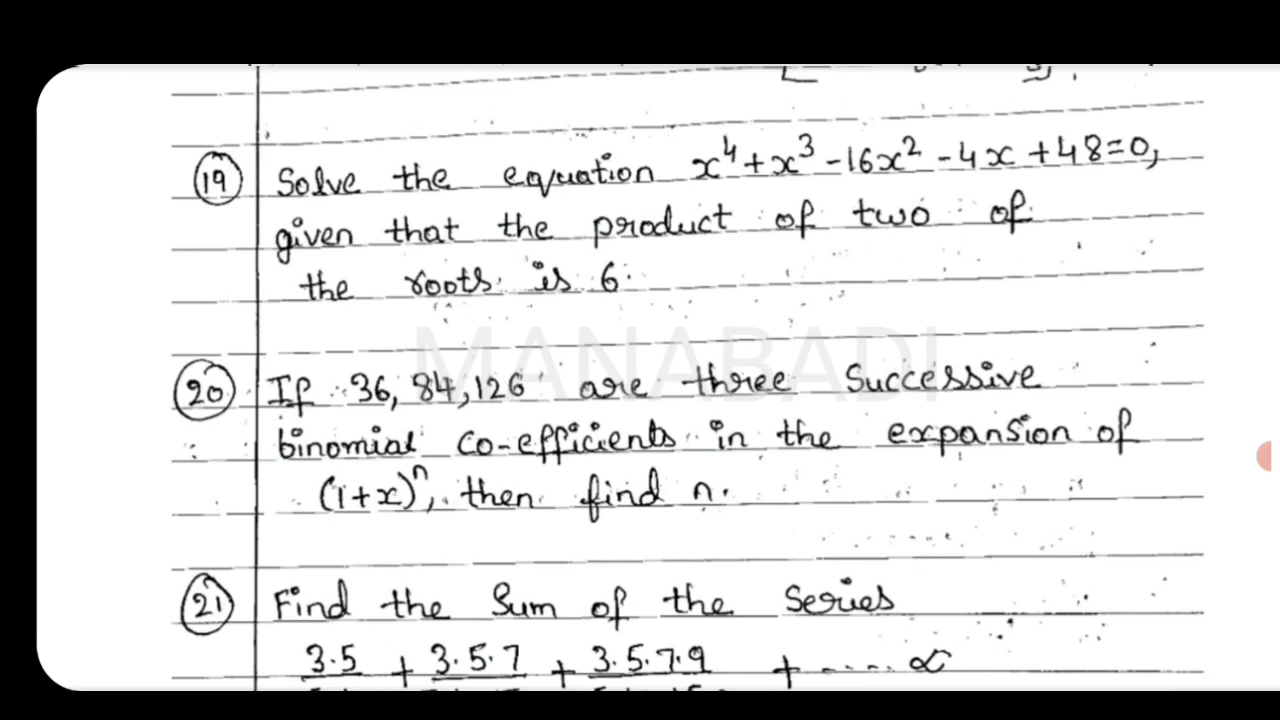 19 Solve the equation x⁴+x³-16x²-4x+48=0,
given that the product of two of
the roots is 6.
MANABADI
20 If 36, 84, 126 are three Successive
binomial co-efficients in the expansion of
(1+x)ⁿ, then find n.
21 Find the Sum of the Series
3.5 + 3.5.7 + 3.5.7.9 + ..... ∝